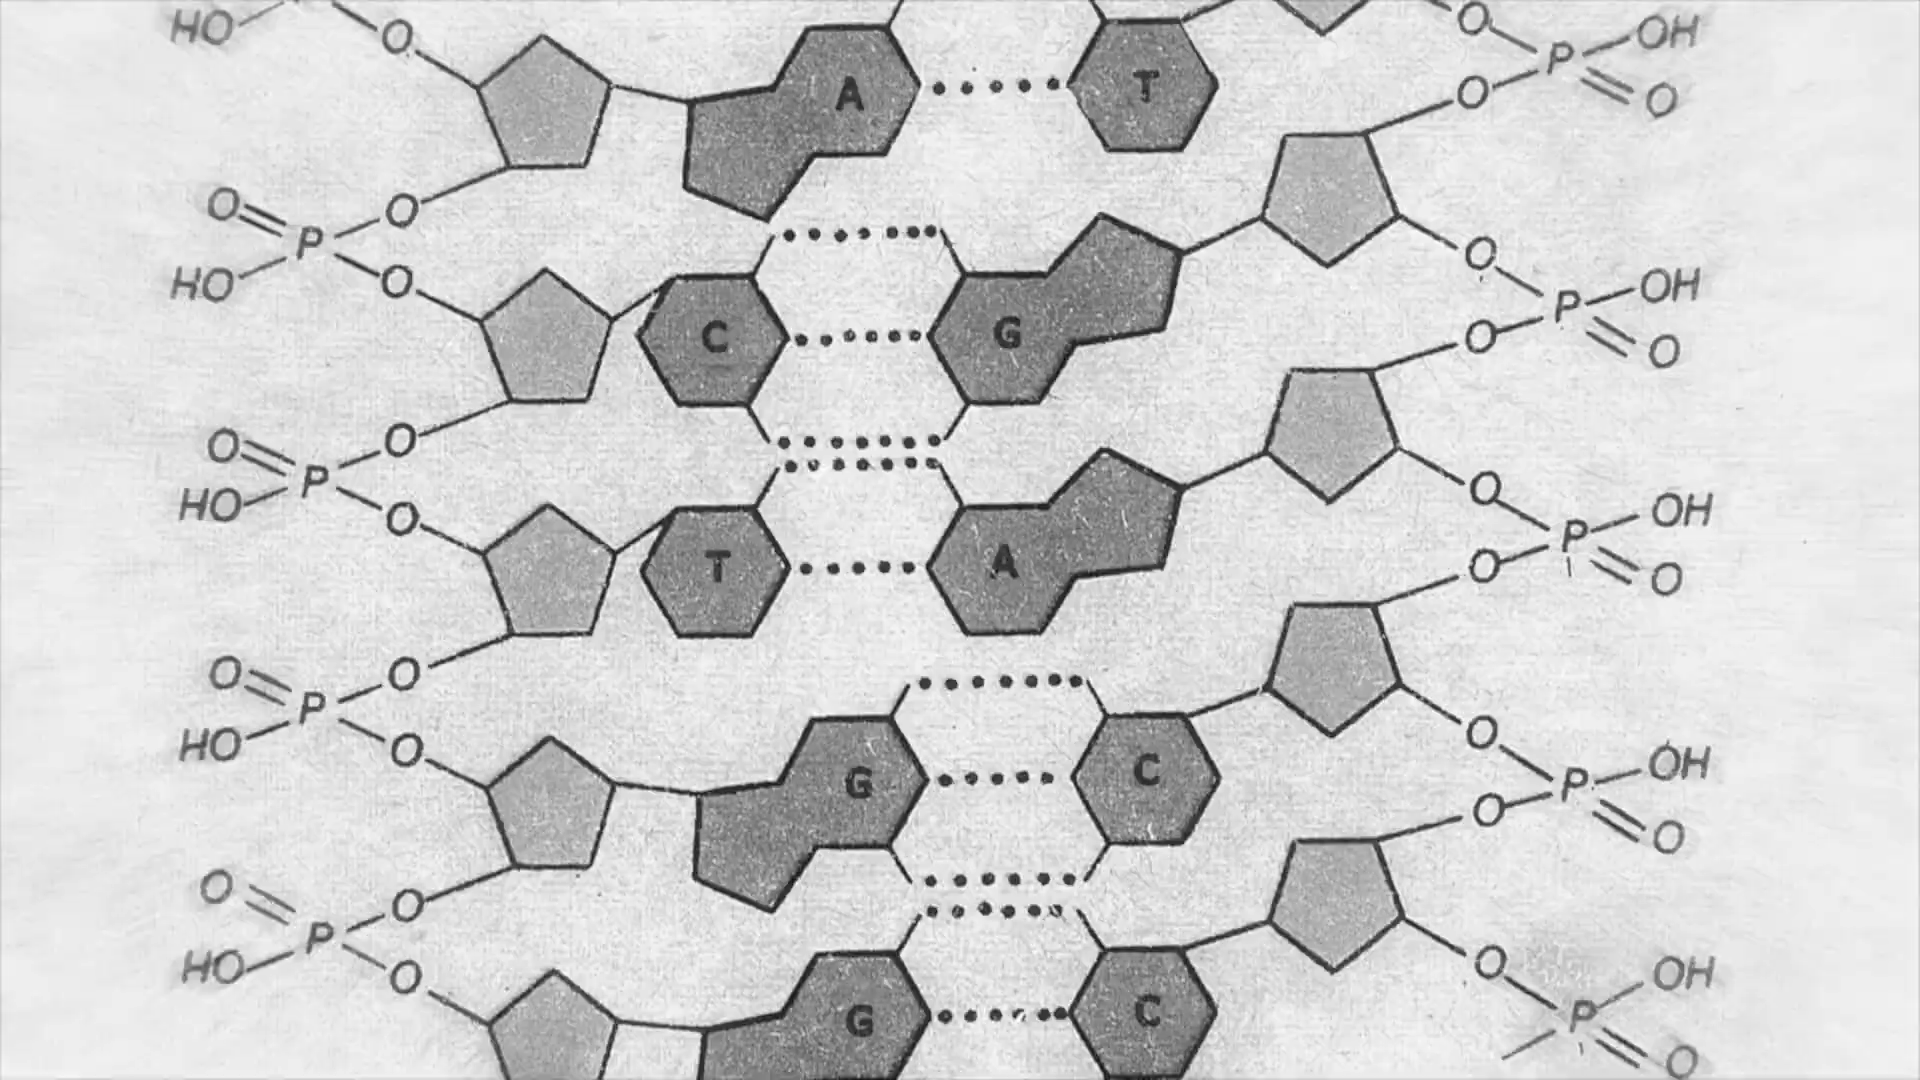 HO O O P OH
A T O O
O O
P O P OH
HO O C G O O
O O O P OH
P T A O O
HO O
O O O
P P OH
HO O G C O O
O O
P O P OH
HO O G C O